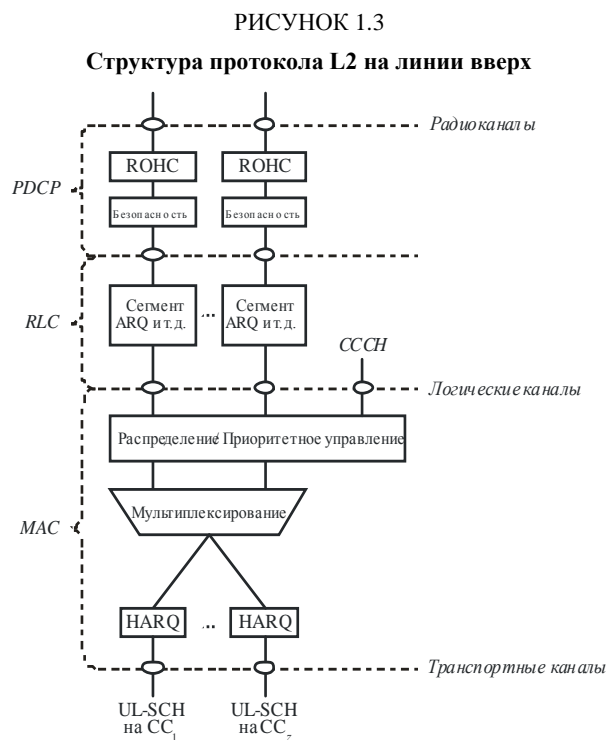 РИСУНОК 1.3
Структура протокола L2 на линии вверх
Радиоканалы
ROHC ROHC
PDCP
Безопасность Безопасность
Сегмент ARQ и т.д. ... Сегмент ARQ и т.д.
RLC
CCCH
Логические каналы
Распределение/ Приоритетное управление
Мультиплексирование
MAC
HARQ ... HARQ
Транспортные каналы
UL-SCH UL-SCH
на CC1 на CCz